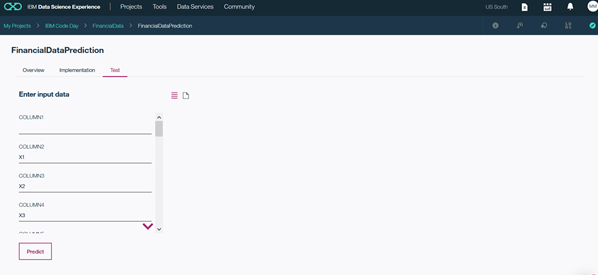 IBM Data Science Experience Projects Tools Data Services Community US South MM
My Projects > IBM Code Day > FinancialData > FinancialDataPrediction
FinancialDataPrediction
Overview Implementation Test
Enter input data
COLUMN1
COLUMN2
X1
COLUMN3
X2
COLUMN4
X3
Predict